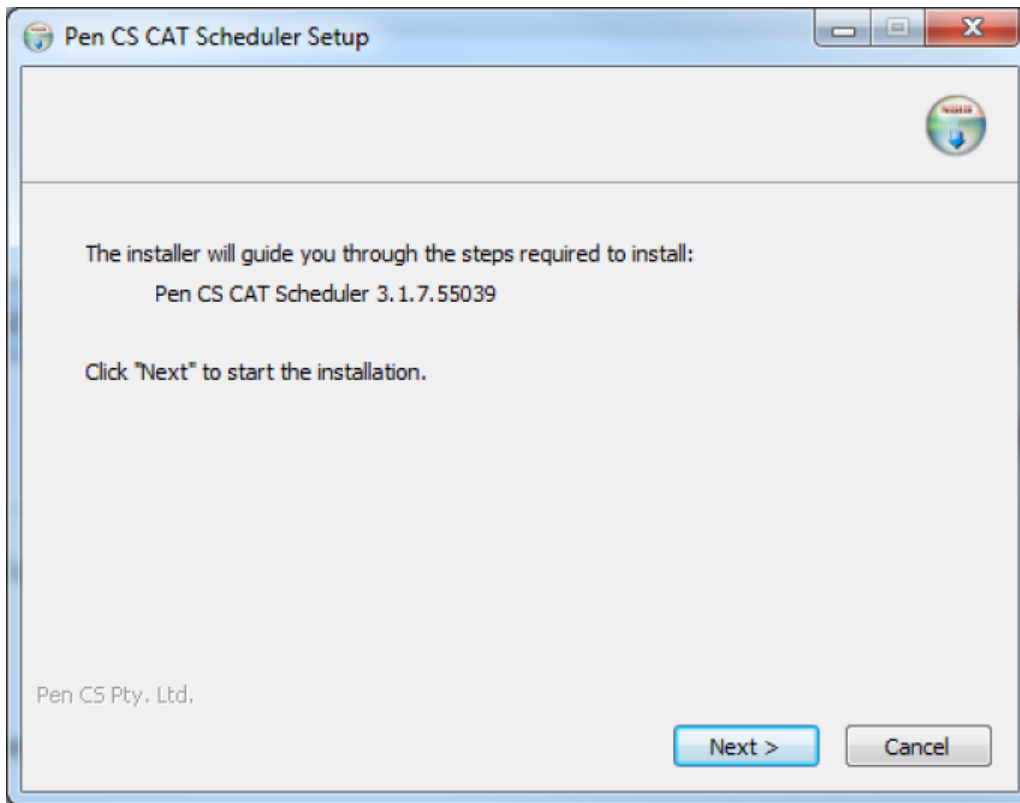 Pen CS CAT Scheduler Setup
The installer will guide you through the steps required to install:
Pen CS CAT Scheduler 3.1.7.55039
Click "Next" to start the installation.
Pen CS Pty. Ltd.
Next >
Cancel